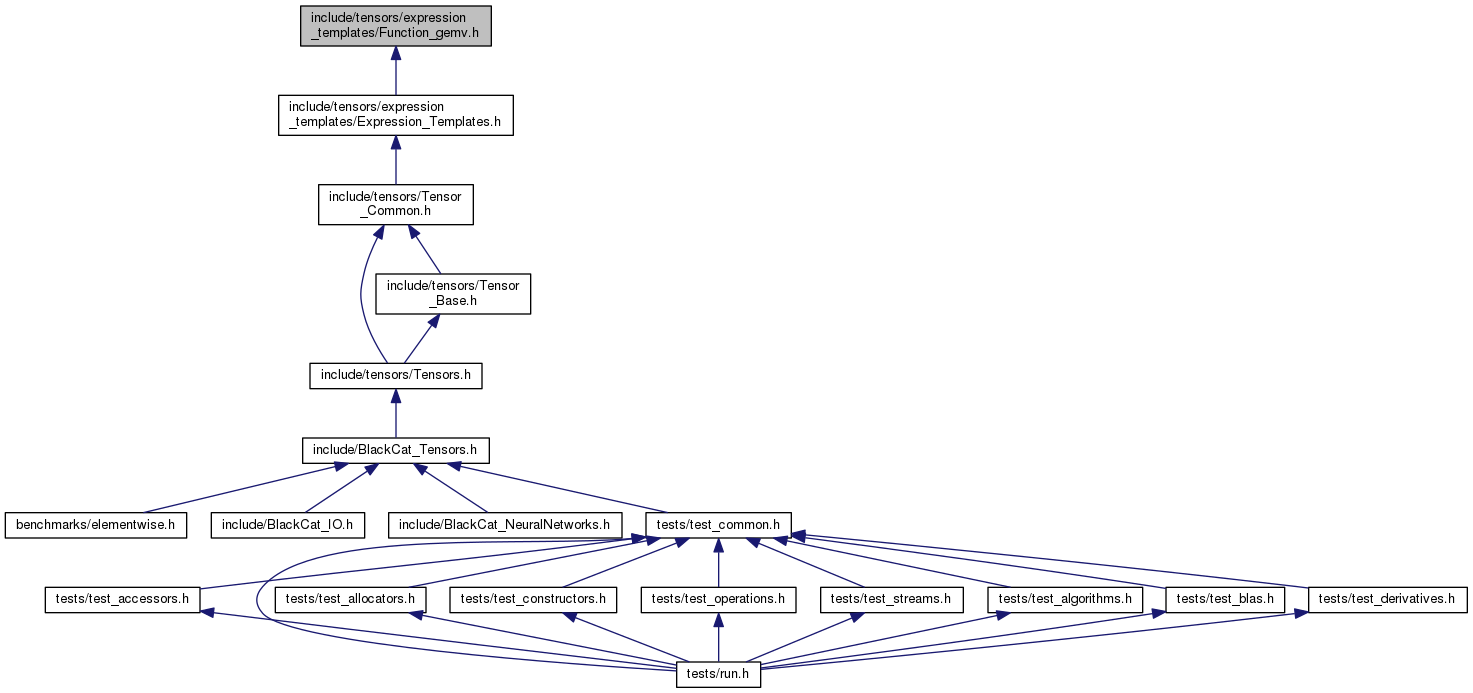 include/tensors/expression
_templates/Function_gemv.h
include/tensors/expression
_templates/Expression_Templates.h
include/tensors/Tensor
_Common.h
include/tensors/Tensor
_Base.h
include/tensors/Tensors.h
include/BlackCat_Tensors.h
benchmarks/elementwise.h
include/BlackCat_IO.h
include/BlackCat_NeuralNetworks.h
tests/test_common.h
tests/test_accessors.h
tests/test_allocators.h
tests/test_constructors.h
tests/test_operations.h
tests/test_streams.h
tests/test_algorithms.h
tests/test_blas.h
tests/test_derivatives.h
tests/run.h